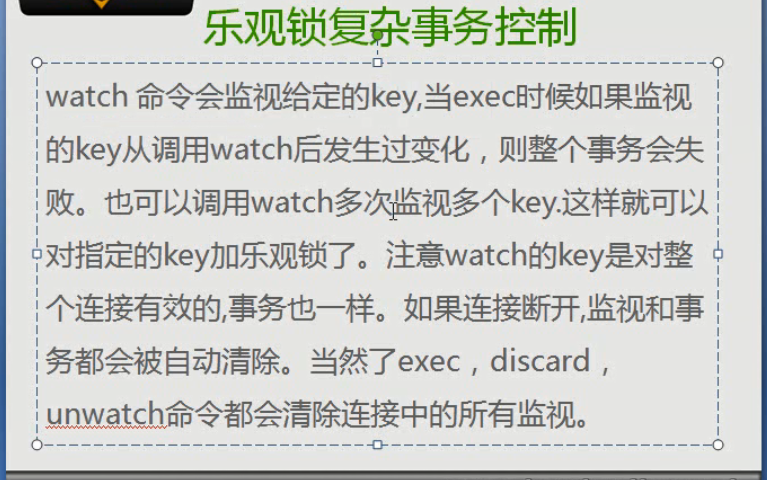 乐观锁复杂事务控制
watch 命令会监视给定的key,当exec时候如果监视
的key从调用watch后发生过变化，则整个事务会失
败。也可以调用watch多次监视多个key.这样就可以
对指定的key加乐观锁了。注意watch的key是对整
个连接有效的,事务也一样。如果连接断开,监视和事
务都会被自动清除。当然了exec，discard，
unwatch命令都会清除连接中的所有监视。